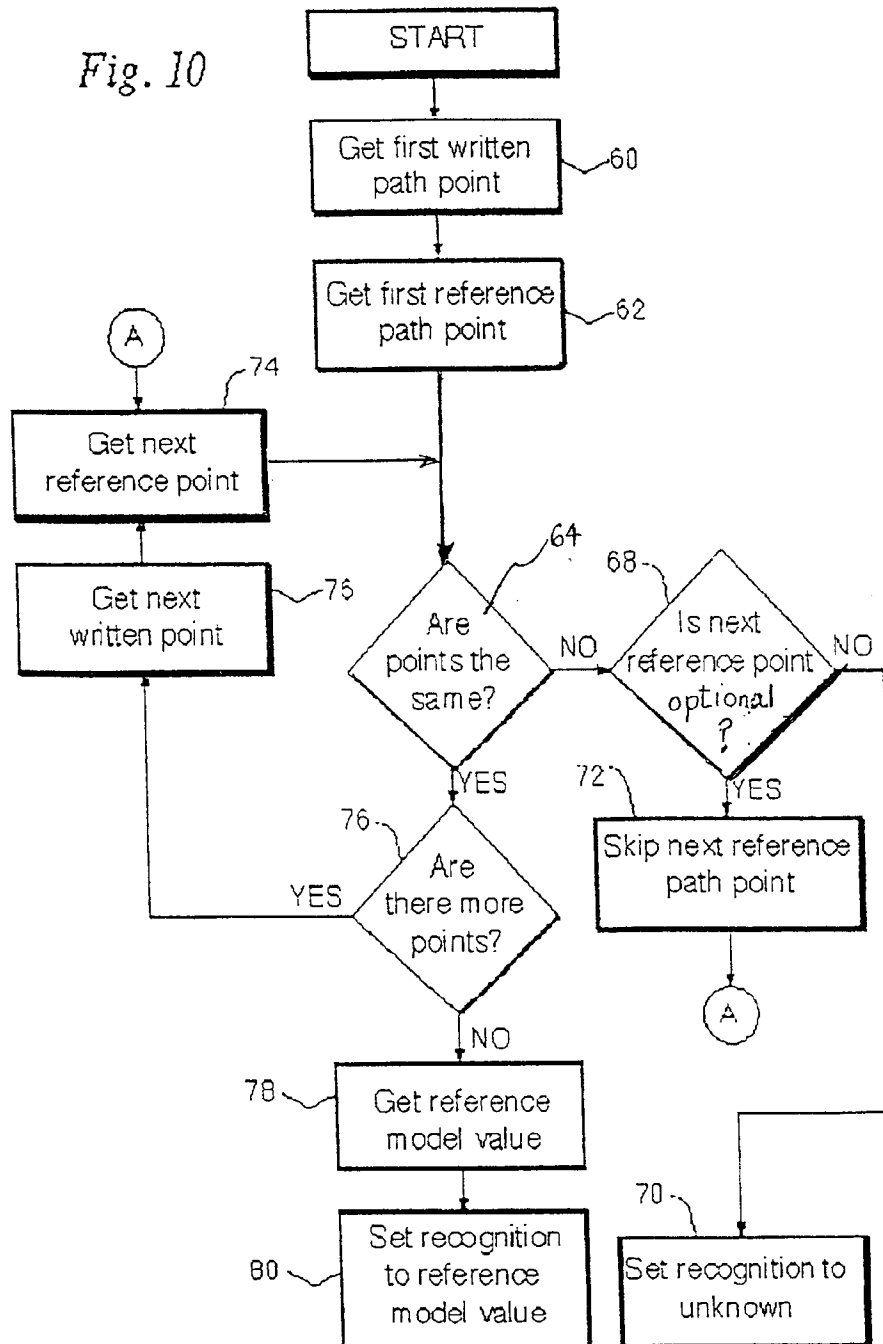 Fig. 10
START
Get first written
path point
60
Get first reference
path point
62
A
74
Get next
reference point
Get next
written point
75
64
Are
points the
same?
NO
68
Is next
reference point
optional
?
NO
YES
YES
72
Skip next reference
path point
A
76
Are
there more
points?
YES
NO
78
Get reference
model value
80
Set recognition
to reference
model value
70
Set recognition to
unknown